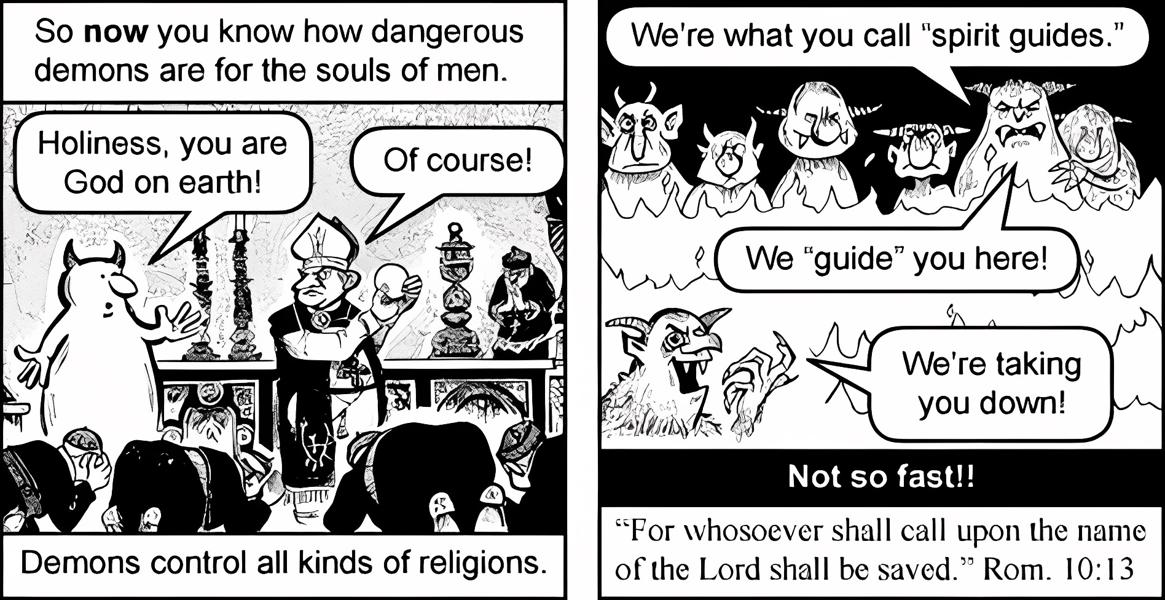 So now you know how dangerous
demons are for the souls of men.
Holiness, you are
God on earth!
Of course!
Demons control all kinds of religions.
We're what you call “spirit guides.”
We “guide” you here!
We're taking
you down!
Not so fast!!
“For whosoever shall call upon the name
of the Lord shall be saved.” Rom. 10:13